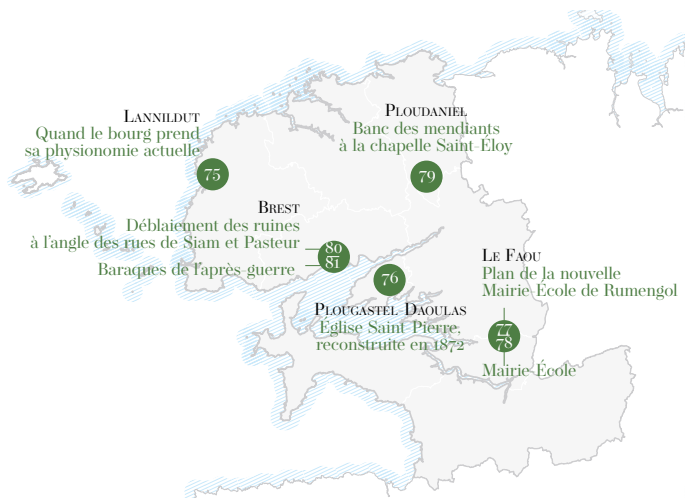 LANNILDUT
Quand le bourg prend
sa physionomie actuelle
75
PLOUDANIEL
Banc des mendiants
à la chapelle Saint-Éloy
79
BREST
Déblaiement des ruines
à l'angle des rues de Siam et Pasteur
Baraques de l'après-guerre
80
81
76
PLOUGASTEL-DAOULAS
Église Saint-Pierre,
reconstruite en 1872
LE FAOU
Plan de la nouvelle
Mairie-École de Rumengol
77
78
Mairie-École